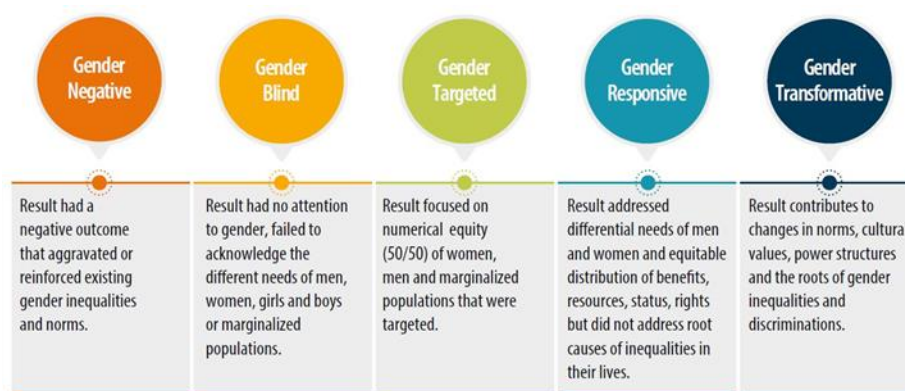 Gender
Negative
Gender
Blind
Gender
Targeted
Gender
Responsive
Gender
Transformative
Result had a
negative outcome
that aggravated or
reinforced existing
gender inequalities
and norms.
Result had no attention
to gender, failed to
acknowledge the
different needs of men,
women, girls and boys
or marginalized
populations.
Result focused on
numerical equity
(50/50) of women,
men and marginalized
populations that were
targeted.
Result addressed
differential needs of men
and women and equitable
distribution of benefits,
resources, status, rights
but did not address root
causes of inequalities in
their lives.
Result contributes to
changes in norms, cultural
values, power structures
and the roots of gender
inequalities and
discriminations.